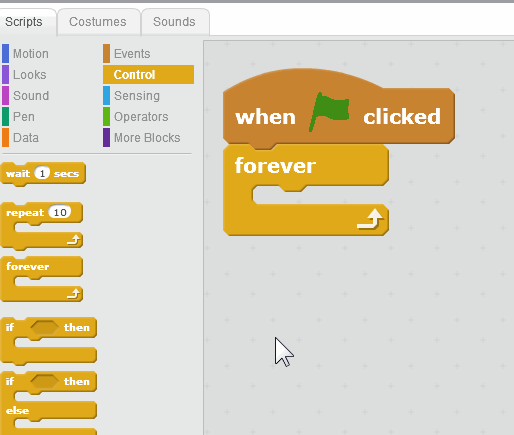 Scripts Costumes Sounds
Motion Events
Looks Control
Sound Sensing
Pen Operators
Data More Blocks
wait 1 secs
repeat 10
forever
if then
if then
else
when clicked
forever